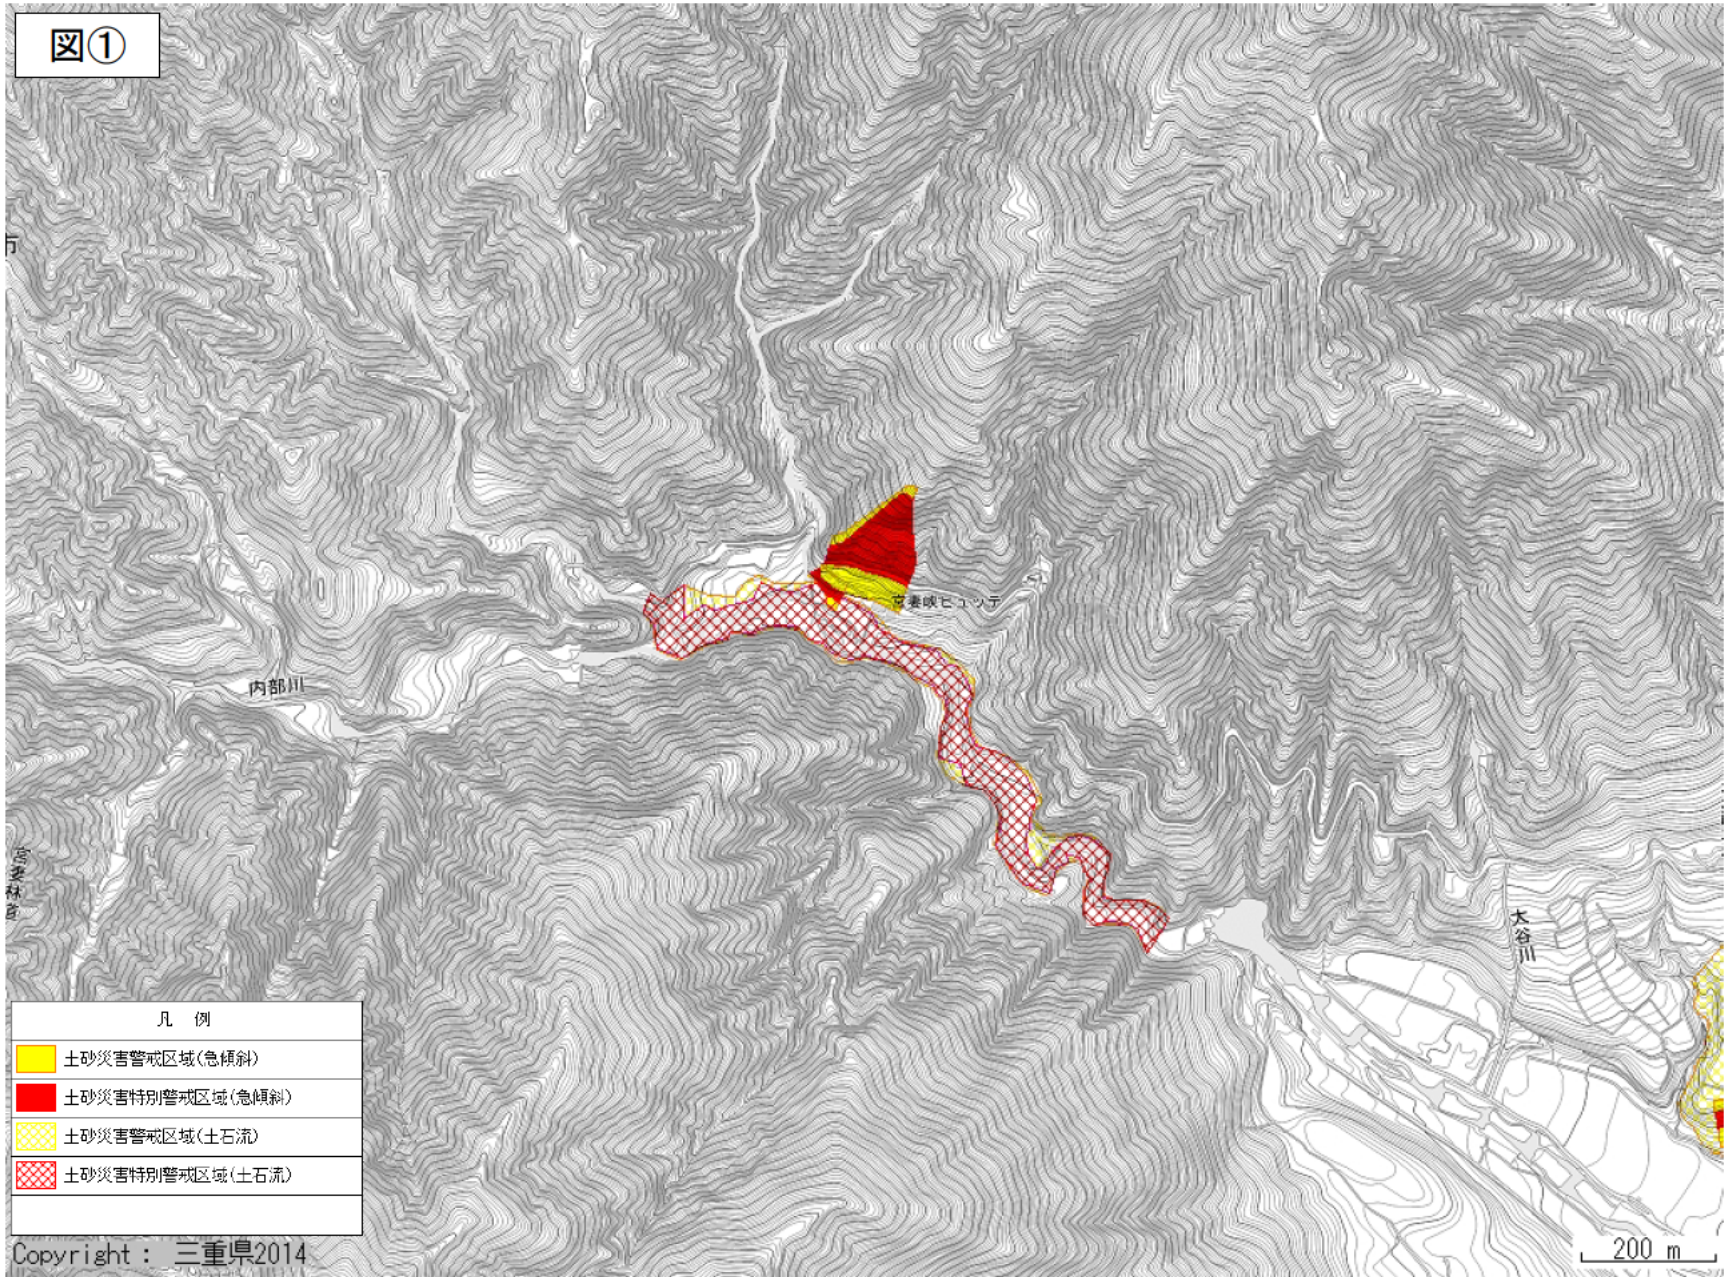 図①
市
宮妻峡ヒュッテ
内部川
宮妻林道
大谷川
凡 例
土砂災害警戒区域(急傾斜)
土砂災害特別警戒区域(急傾斜)
土砂災害警戒区域(土石流)
土砂災害特別警戒区域(土石流)
Copyright : 三重県2014
200 m